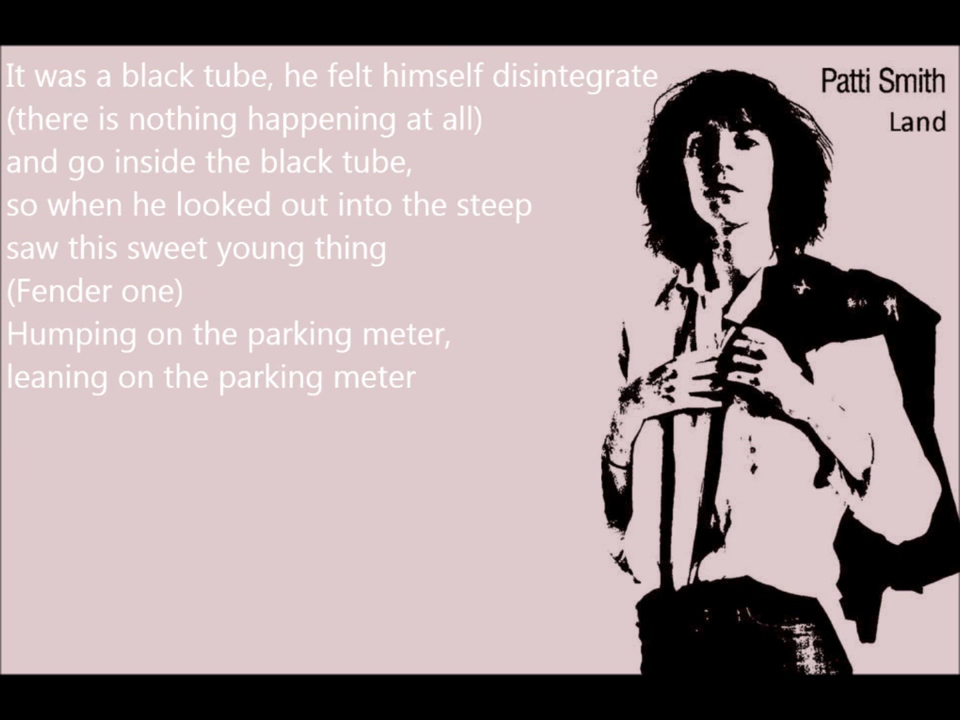 It was a black tube, he felt himself disintegrate
(there is nothing happening at all)
and go inside the black tube,
so when he looked out into the steep
saw this sweet young thing
(Fender one)
Humping on the parking meter,
leaning on the parking meter
Patti Smith
Land